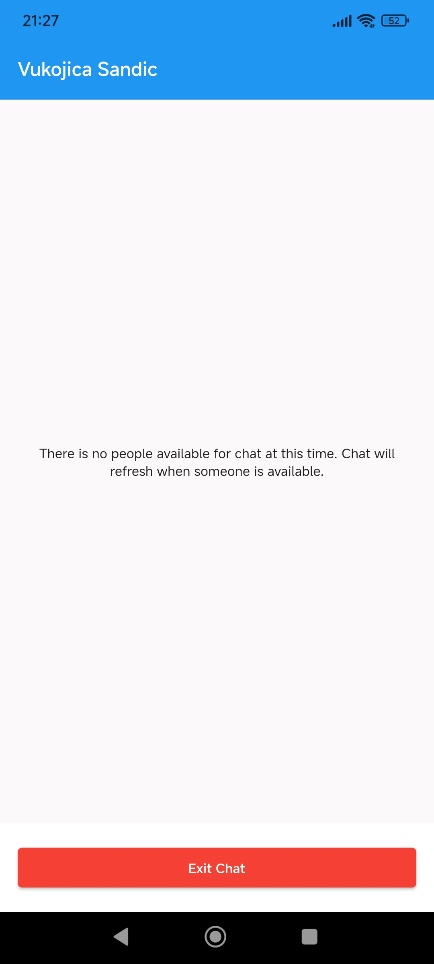 21:27
52
Vukojica Sandic
There is no people available for chat at this time. Chat will
refresh when someone is available.
Exit Chat